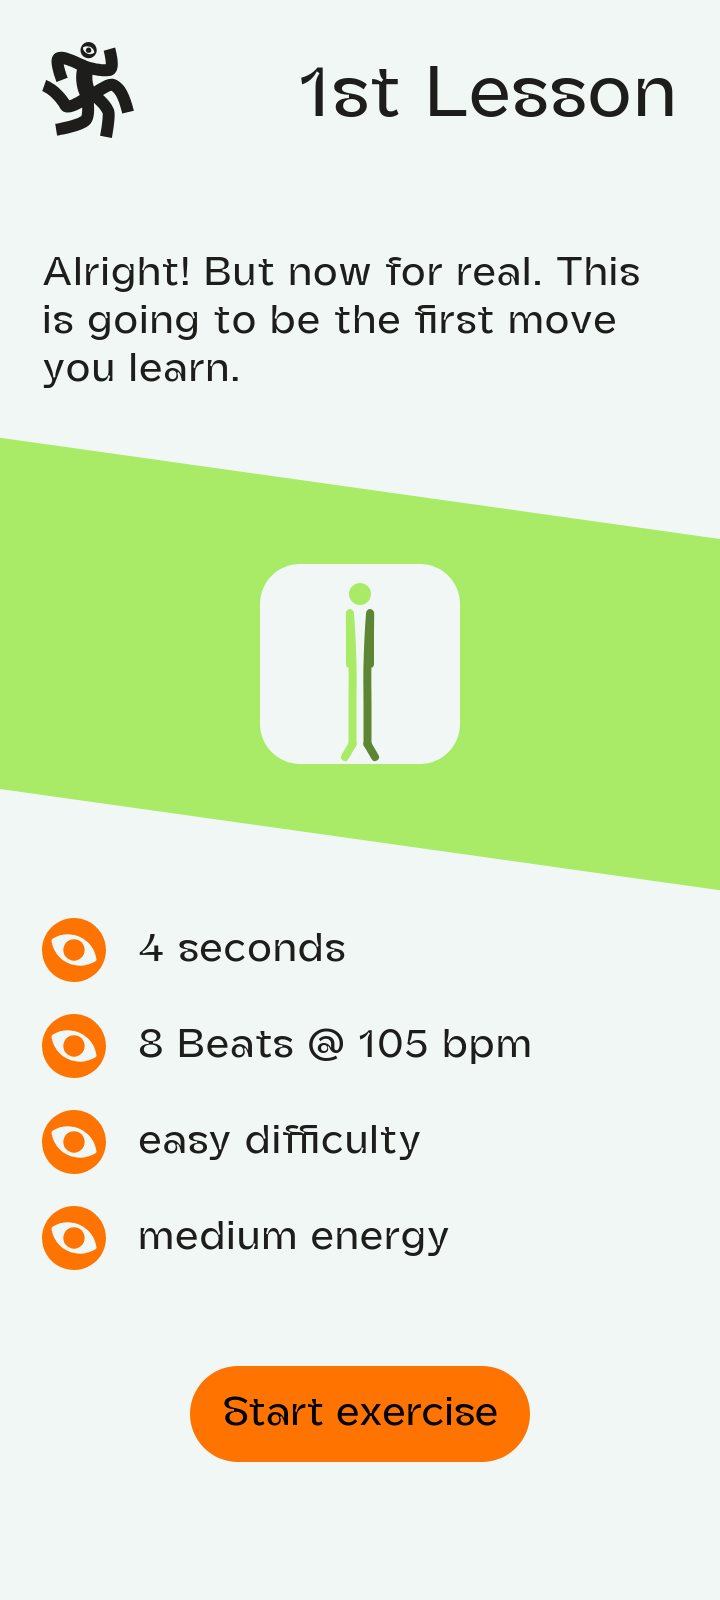 1st Lesson
Alright! But now for real. This
is going to be the first move
you learn.
4 seconds
8 Beats @ 105 bpm
easy difficulty
medium energy
Start exercise